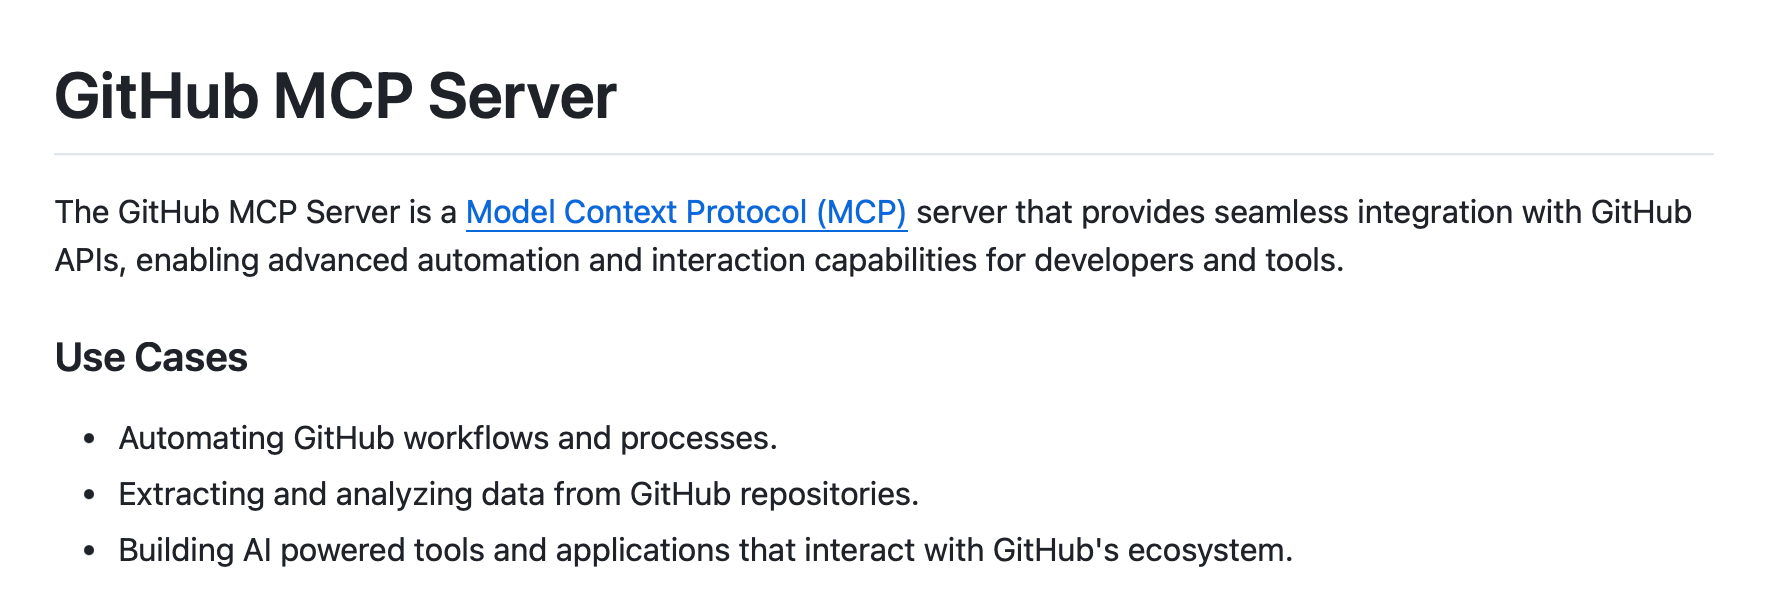 GitHub MCP Server
The GitHub MCP Server is a Model Context Protocol (MCP) server that provides seamless integration with GitHub
APIs, enabling advanced automation and interaction capabilities for developers and tools.
Use Cases
• Automating GitHub workflows and processes.
• Extracting and analyzing data from GitHub repositories.
• Building AI powered tools and applications that interact with GitHub's ecosystem.